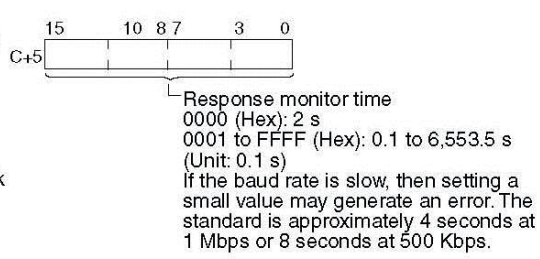 15 10 8 7 3 0
C+5
Response monitor time
0000 (Hex): 2 s
0001 to FFFF (Hex): 0.1 to 6,553.5 s
(Unit: 0.1 s)
If the baud rate is slow, then setting a
small value may generate an error. The
standard is approximately 4 seconds at
1 Mbps or 8 seconds at 500 Kbps.